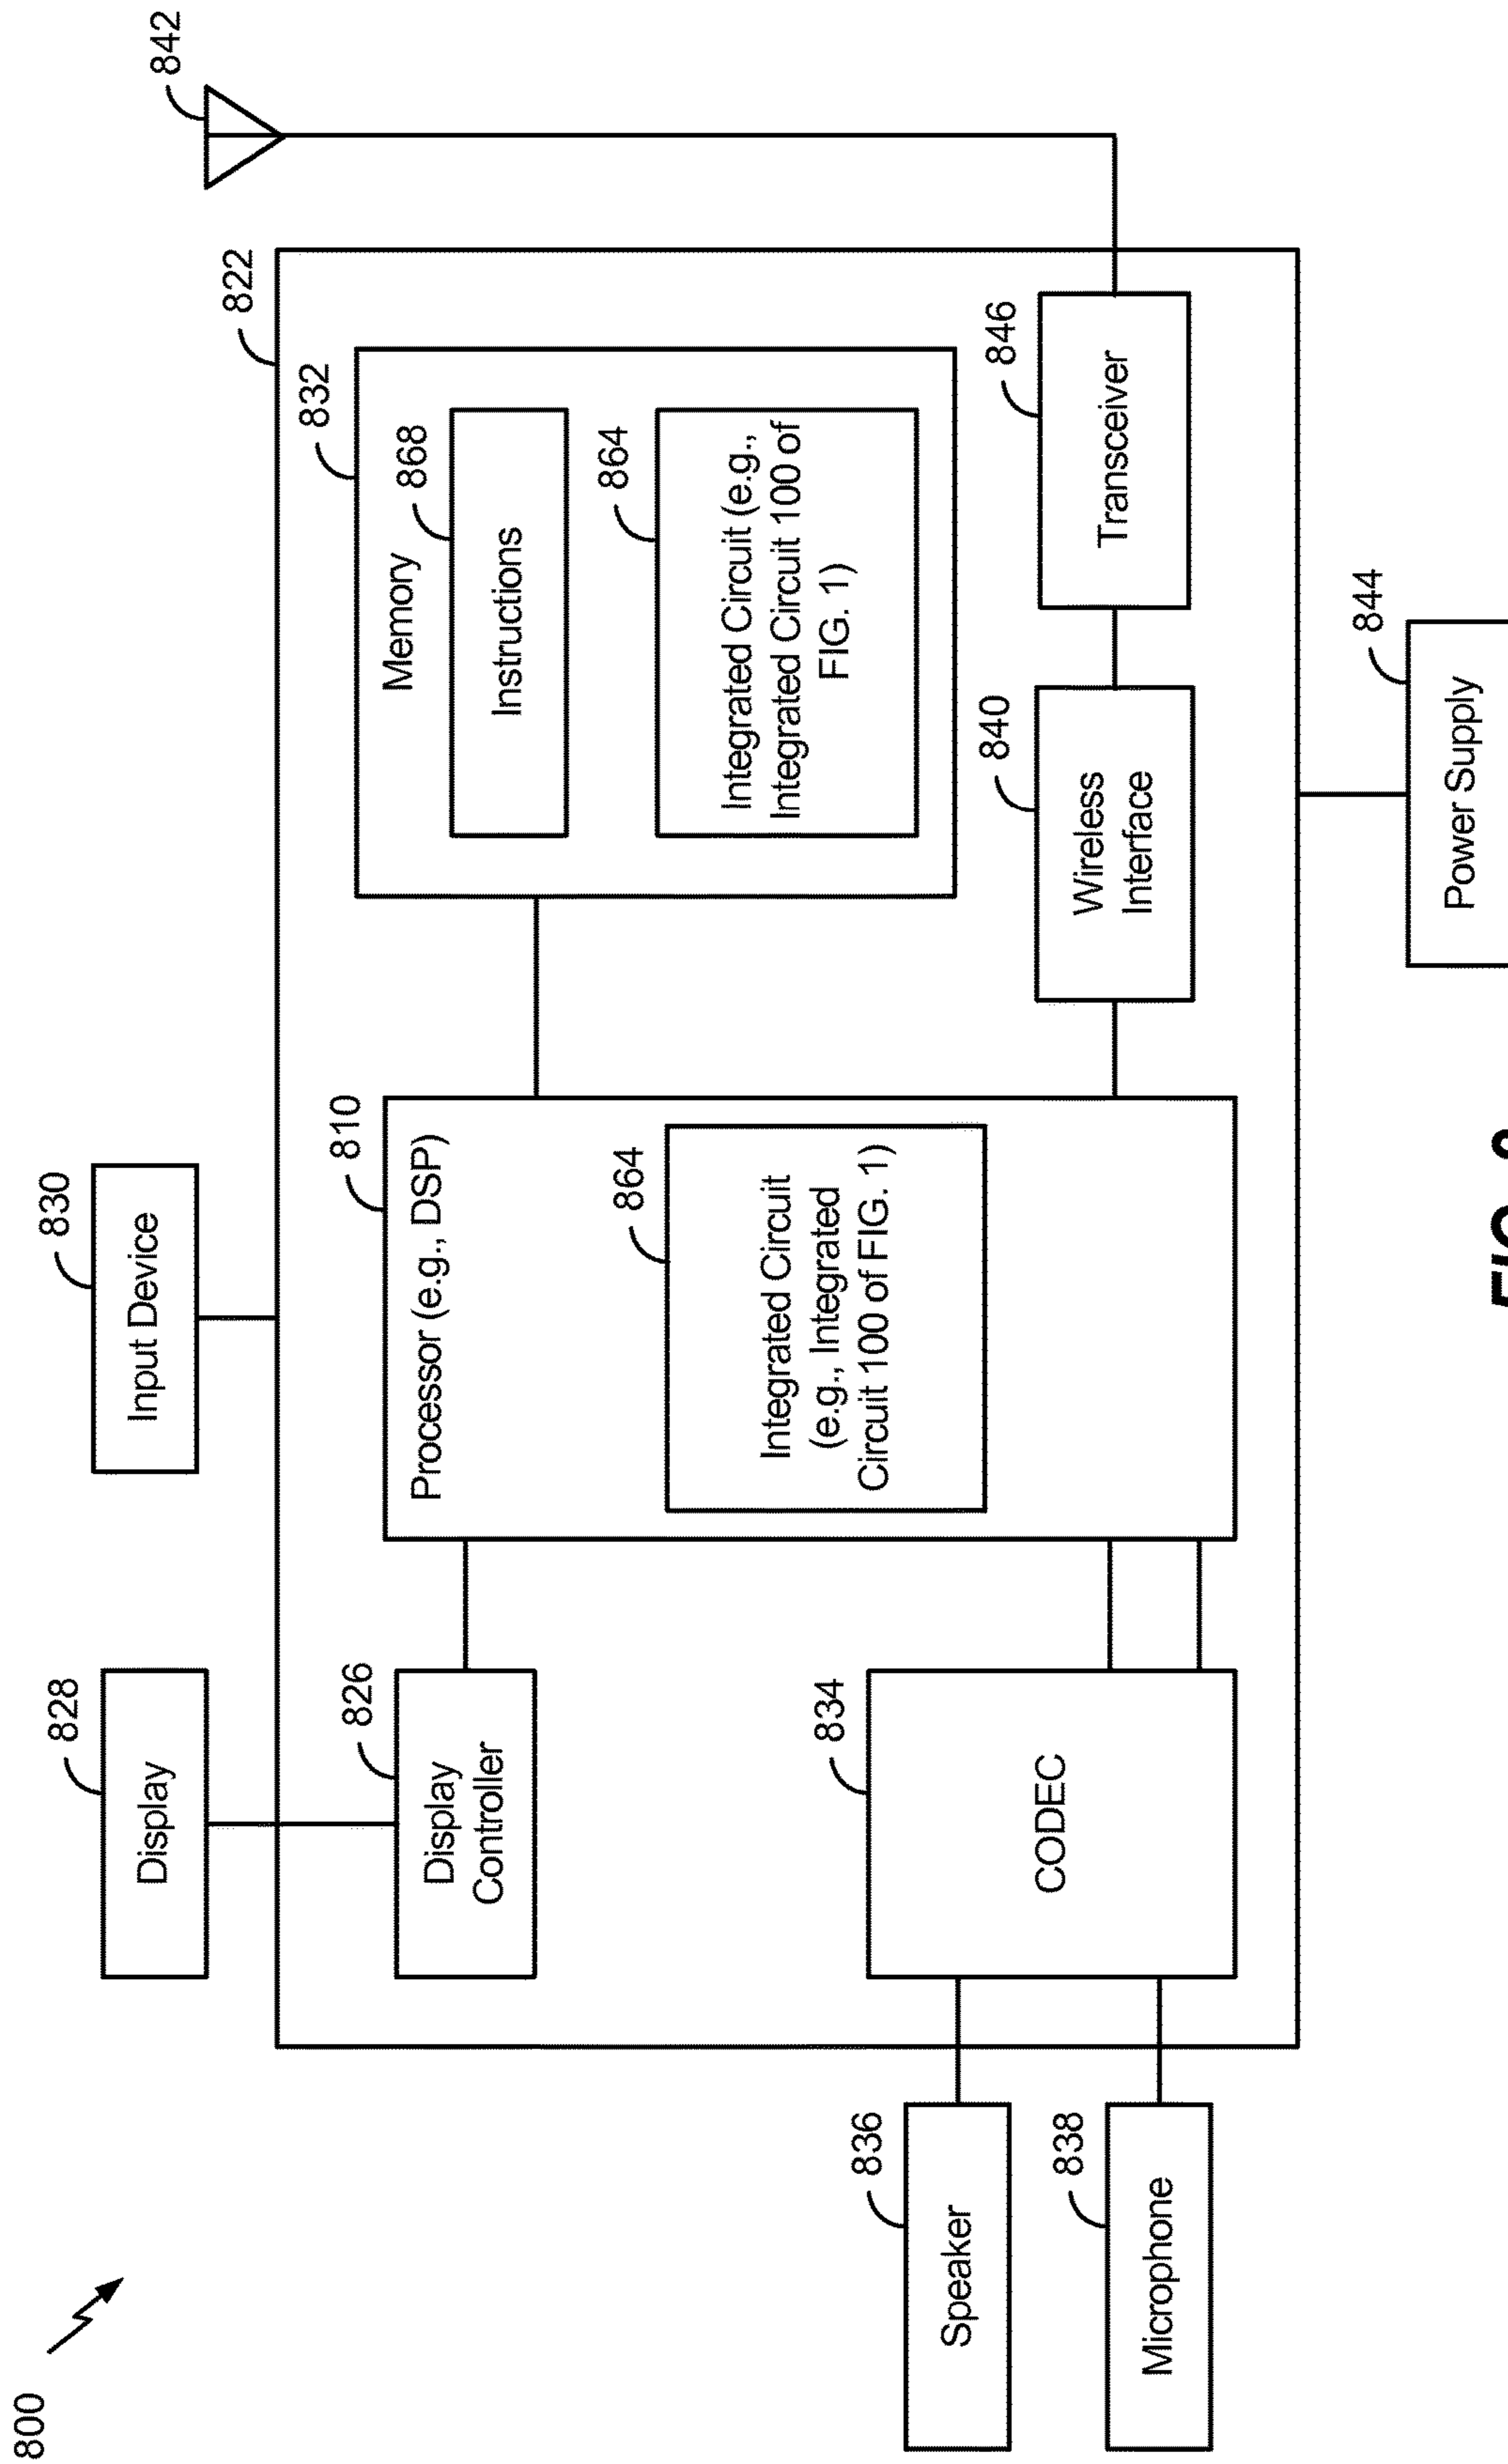 800
828
Display
830
Input Device
842
822
826
Display
Controller
810
Processor (e.g., DSP)
864
Integrated Circuit
(e.g., Integrated
Circuit 100 of FIG. 1)
832
Memory
868
Instructions
864
Integrated Circuit (e.g.,
Integrated Circuit 100 of
FIG. 1)
836
Speaker
838
Microphone
834
CODEC
840
Wireless
Interface
846
Transceiver
844
Power Supply
FIG.